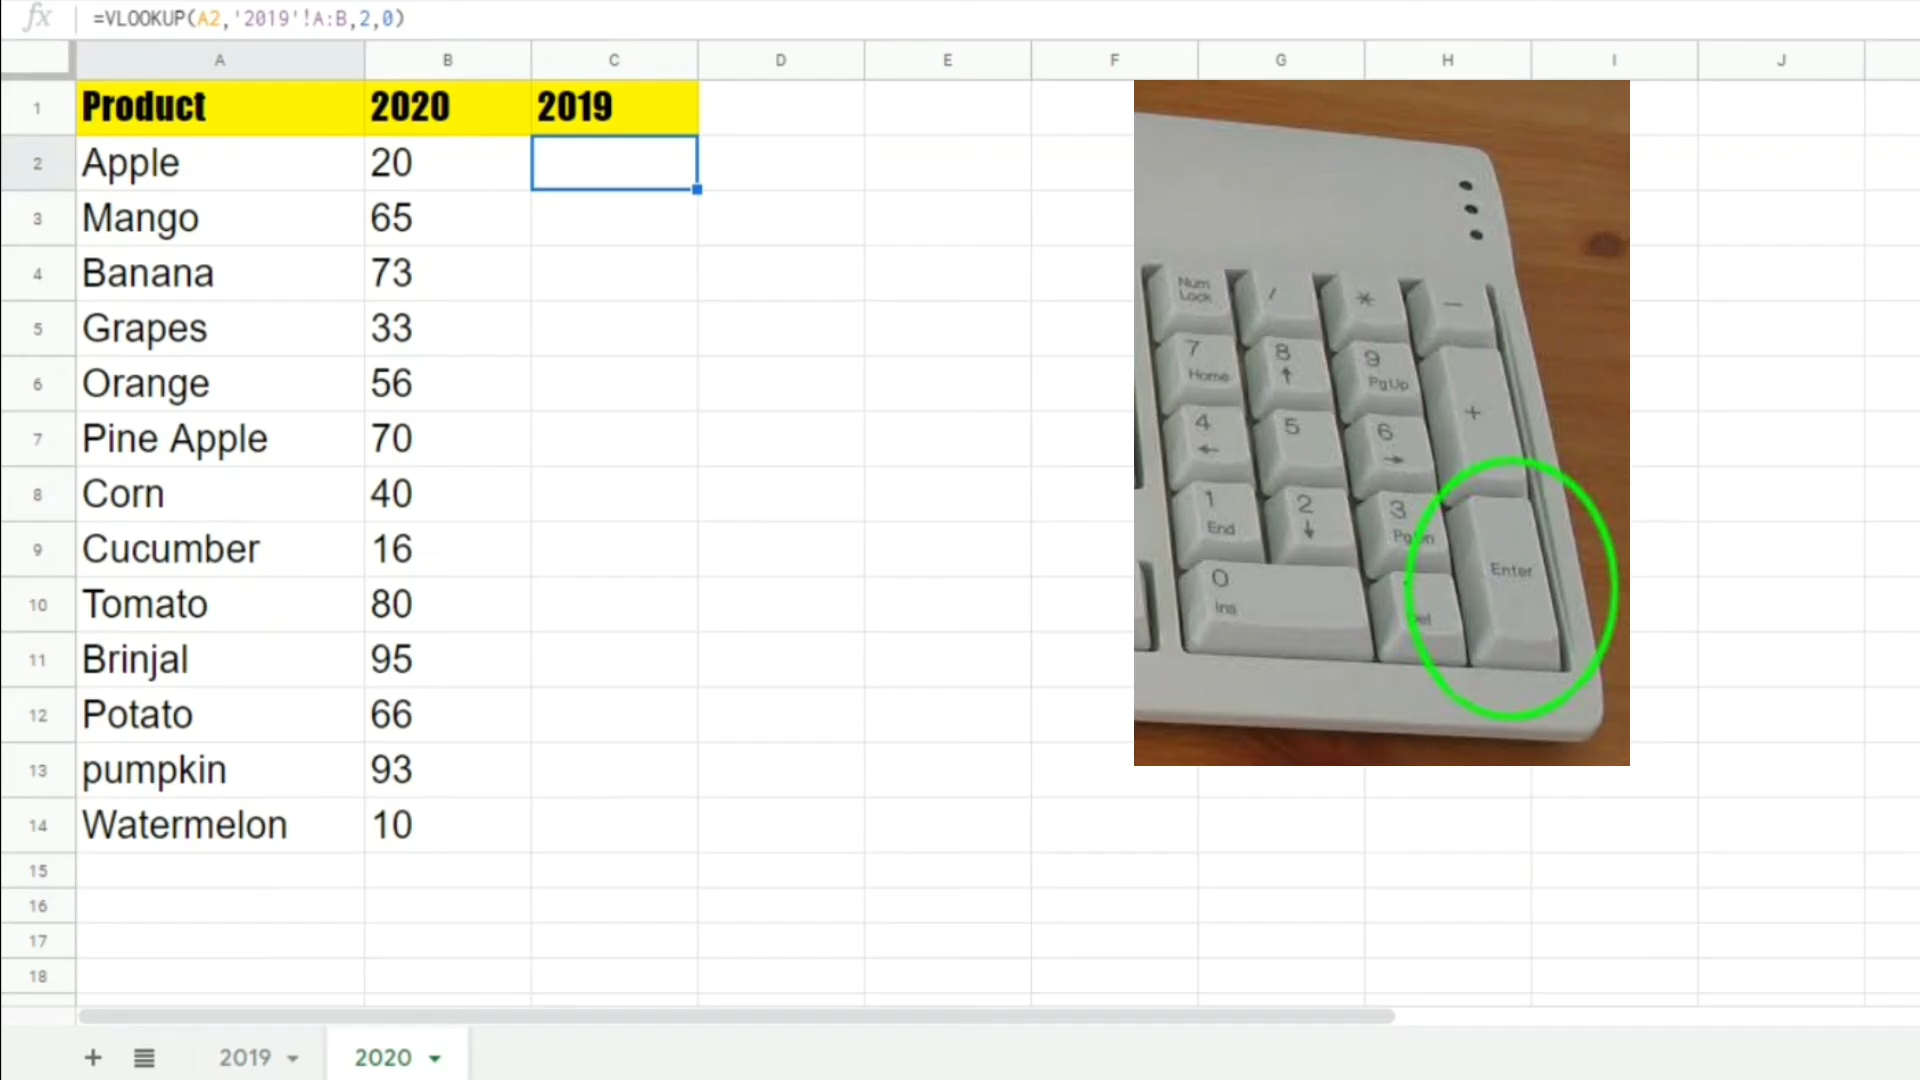 fx =VLOOKUP(A2,'2019'!A:B,2,0)
A B C D E F G H I J
1 Product 2020 2019
2 Apple 20
3 Mango 65
4 Banana 73
5 Grapes 33
6 Orange 56
7 Pine Apple 70
8 Corn 40
9 Cucumber 16
10 Tomato 80
11 Brinjal 95
12 Potato 66
13 pumpkin 93
14 Watermelon 10
15
16
17
18
Num Lock / * −
7 Home 8 ↑ 9 PgUp +
4 ← 5 6 →
1 End 2 ↓ 3 Enter
0 Ins
+ 2019 2020